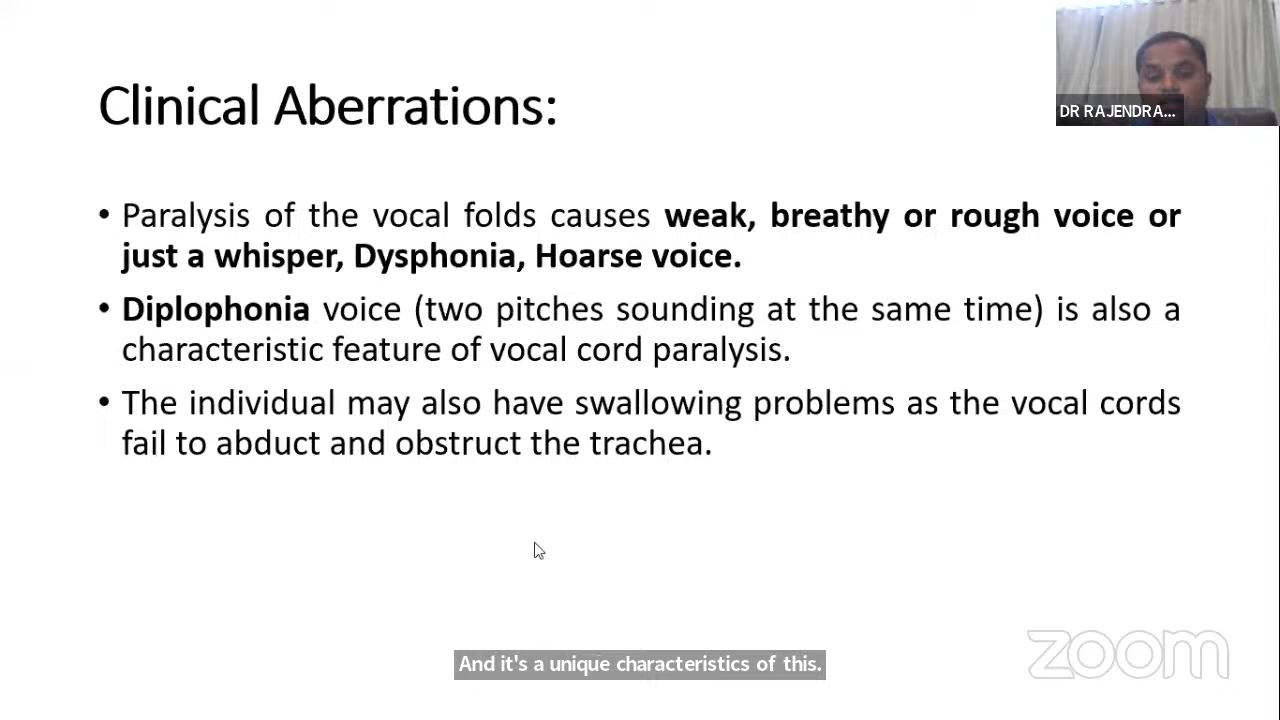 Clinical Aberrations:
DR RAJENDRA...
• Paralysis of the vocal folds causes weak, breathy or rough voice or
just a whisper, Dysphonia, Hoarse voice.
• Diplophonia voice (two pitches sounding at the same time) is also a
characteristic feature of vocal cord paralysis.
• The individual may also have swallowing problems as the vocal cords
fail to abduct and obstruct the trachea.
And it's a unique characteristics of this.
zoom